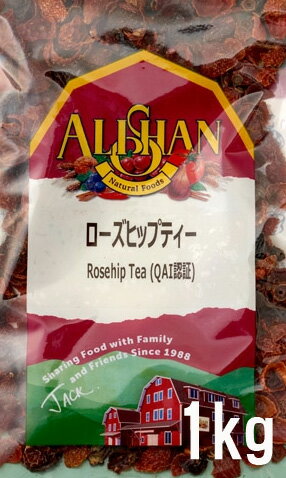 ALISHAN
Natural Foods
ローズヒップティー
Rosehip Tea (QAI認証)
Sharing Food with Family
and Friends Since 1988
JACK
1kg